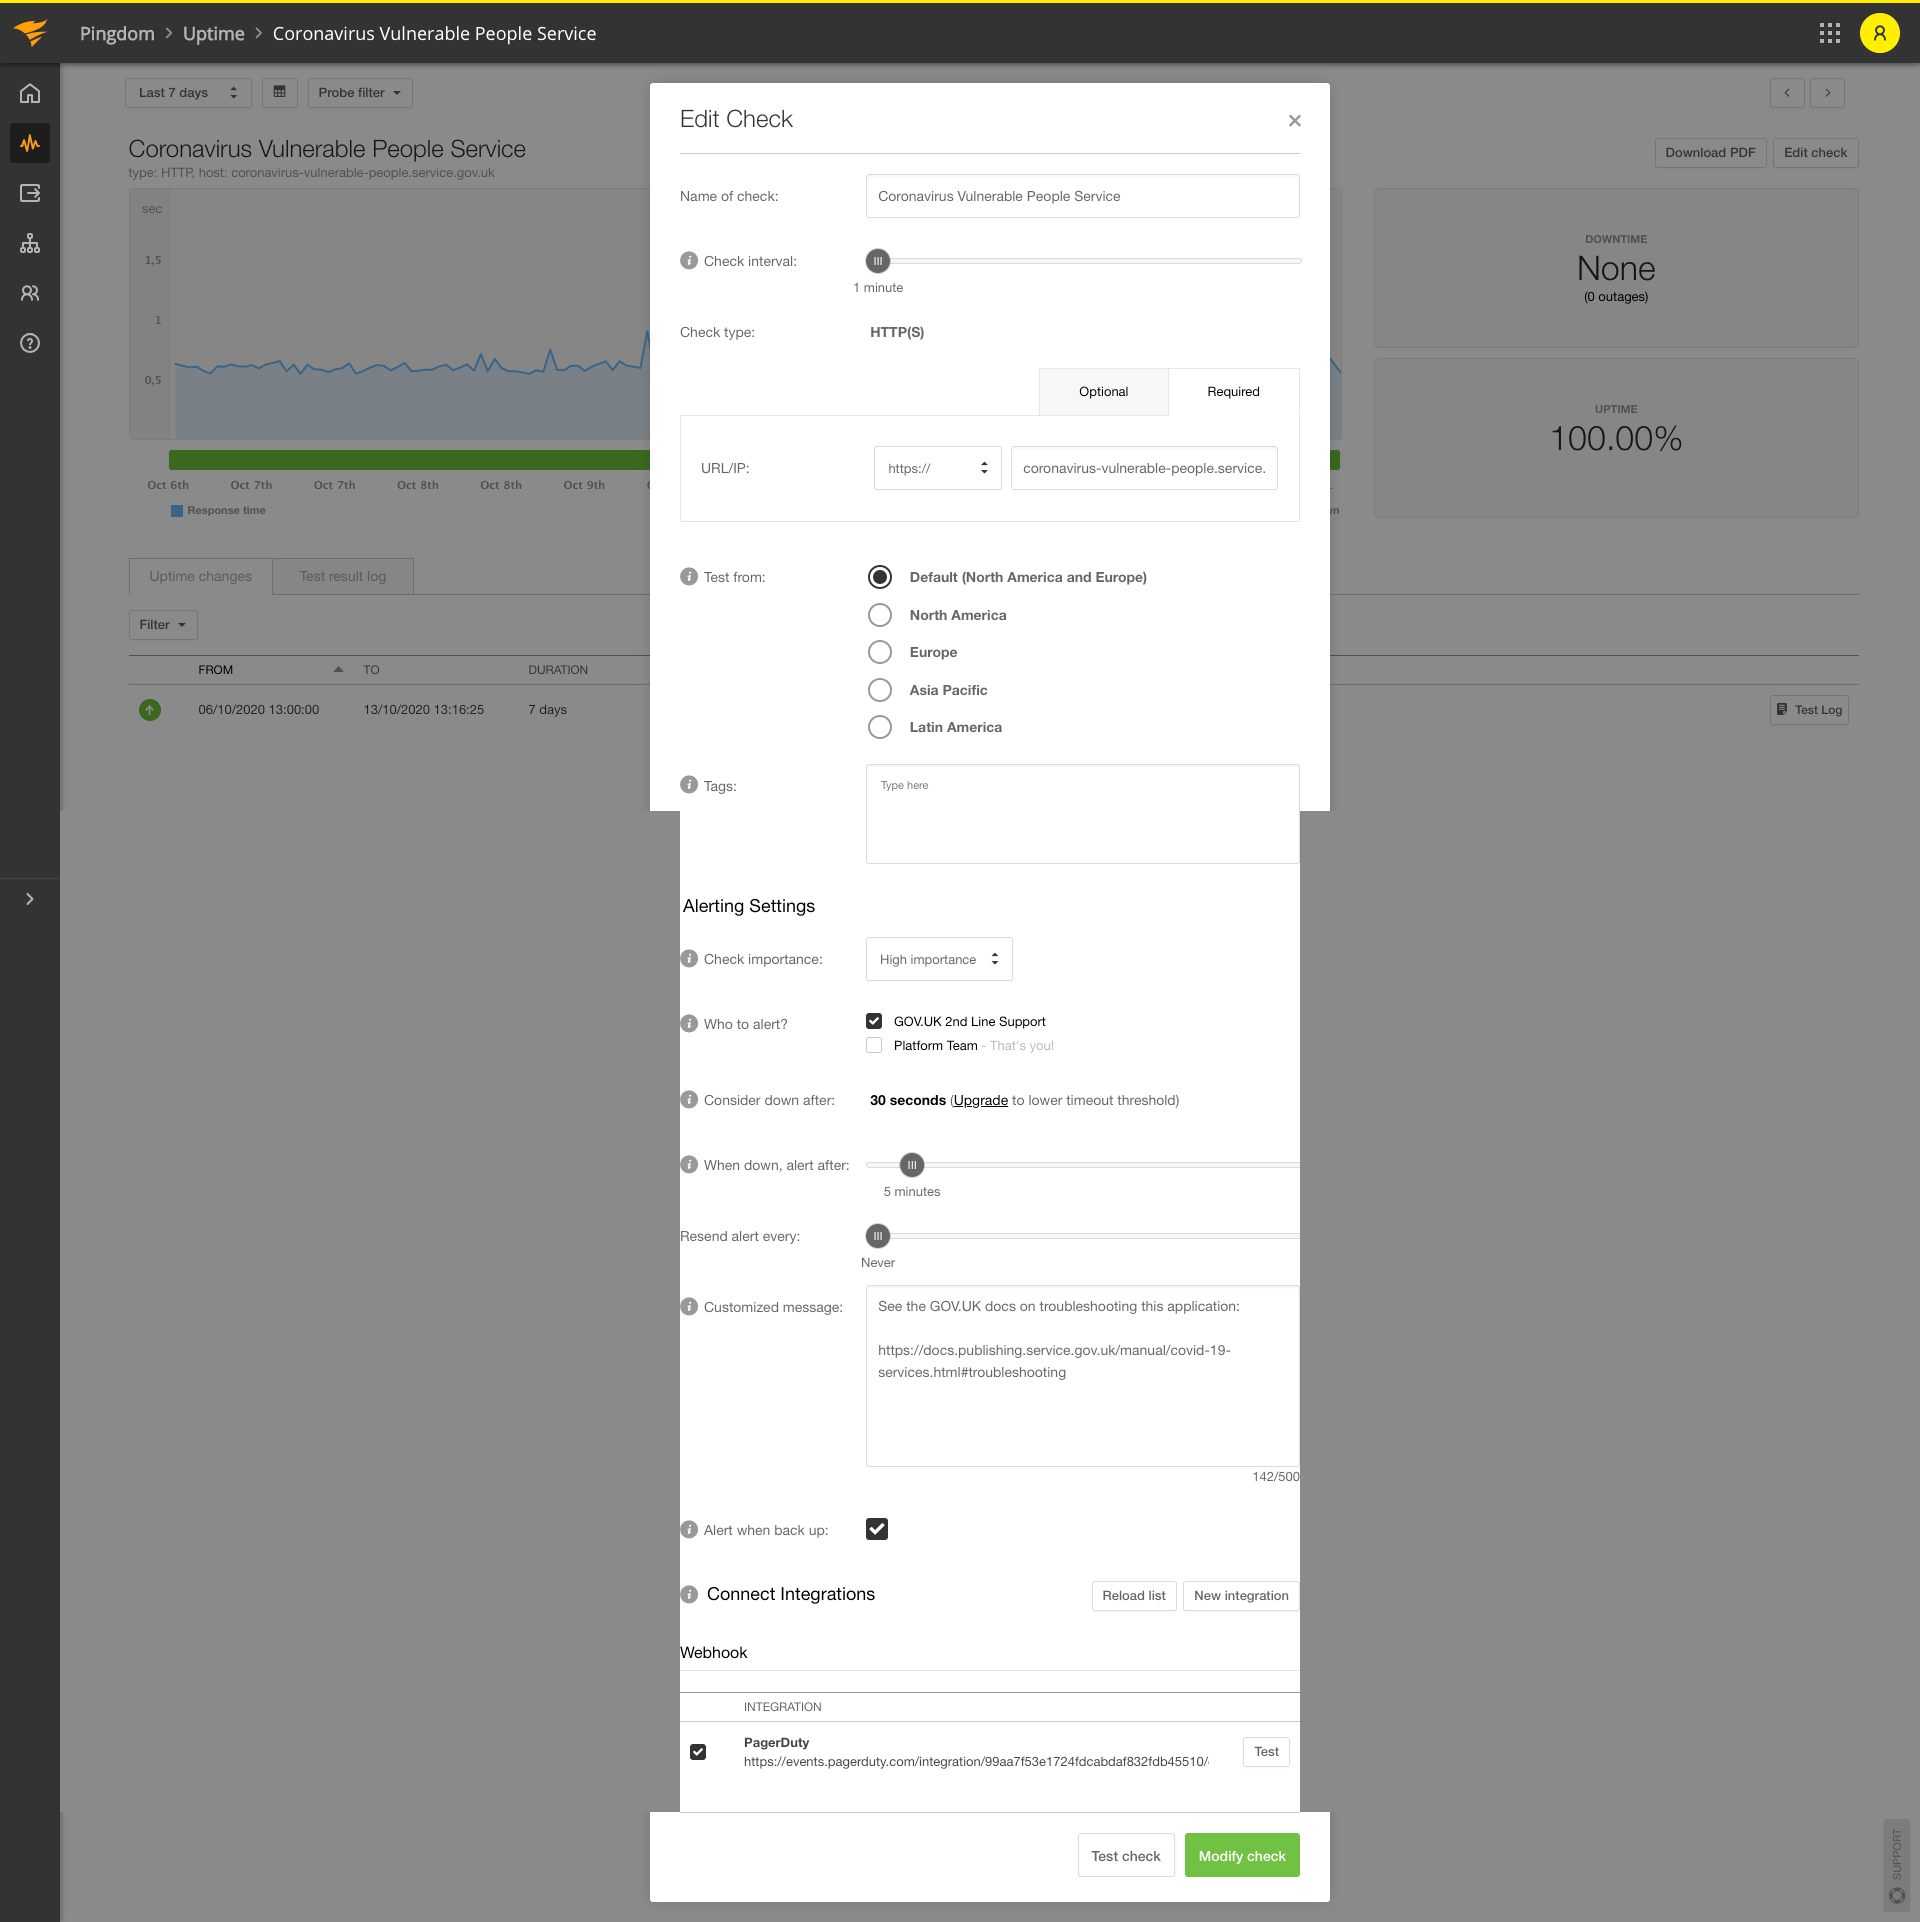 Pingdom > Uptime > Coronavirus Vulnerable People Service
Last 7 days
Probe filter
Coronavirus Vulnerable People Service
type: HTTP, host: coronavirus-vulnerable-people.service.gov.uk
Download PDF
Edit check
sec
1,5
1
0,5
Oct 6th
Oct 7th
Oct 7th
Oct 8th
Oct 8th
Oct 9th
Response time
DOWNTIME
None
(0 outages)
UPTIME
100.00%
Uptime changes
Test result log
Filter
FROM
TO
DURATION
06/10/2020 13:00:00
13/10/2020 13:16:25
7 days
Test Log
Edit Check
Name of check:
Coronavirus Vulnerable People Service
Check interval:
1 minute
Check type:
HTTP(S)
Optional
Required
URL/IP:
https://
coronavirus-vulnerable-people.service.
Test from:
Default (North America and Europe)
North America
Europe
Asia Pacific
Latin America
Tags:
Type here
Alerting Settings
Check importance:
High importance
Who to alert?
GOV.UK 2nd Line Support
Platform Team - That's you!
Consider down after:
30 seconds (Upgrade to lower timeout threshold)
When down, alert after:
5 minutes
Resend alert every:
Never
Customized message:
See the GOV.UK docs on troubleshooting this application:
https://docs.publishing.service.gov.uk/manual/covid-19-
services.html#troubleshooting
142/500
Alert when back up:
Connect Integrations
Reload list
New integration
Webhook
INTEGRATION
PagerDuty
https://events.pagerduty.com/integration/99aa7f53e1724fdcabdaf832fdb45510/
Test
Test check
Modify check
SUPPORT